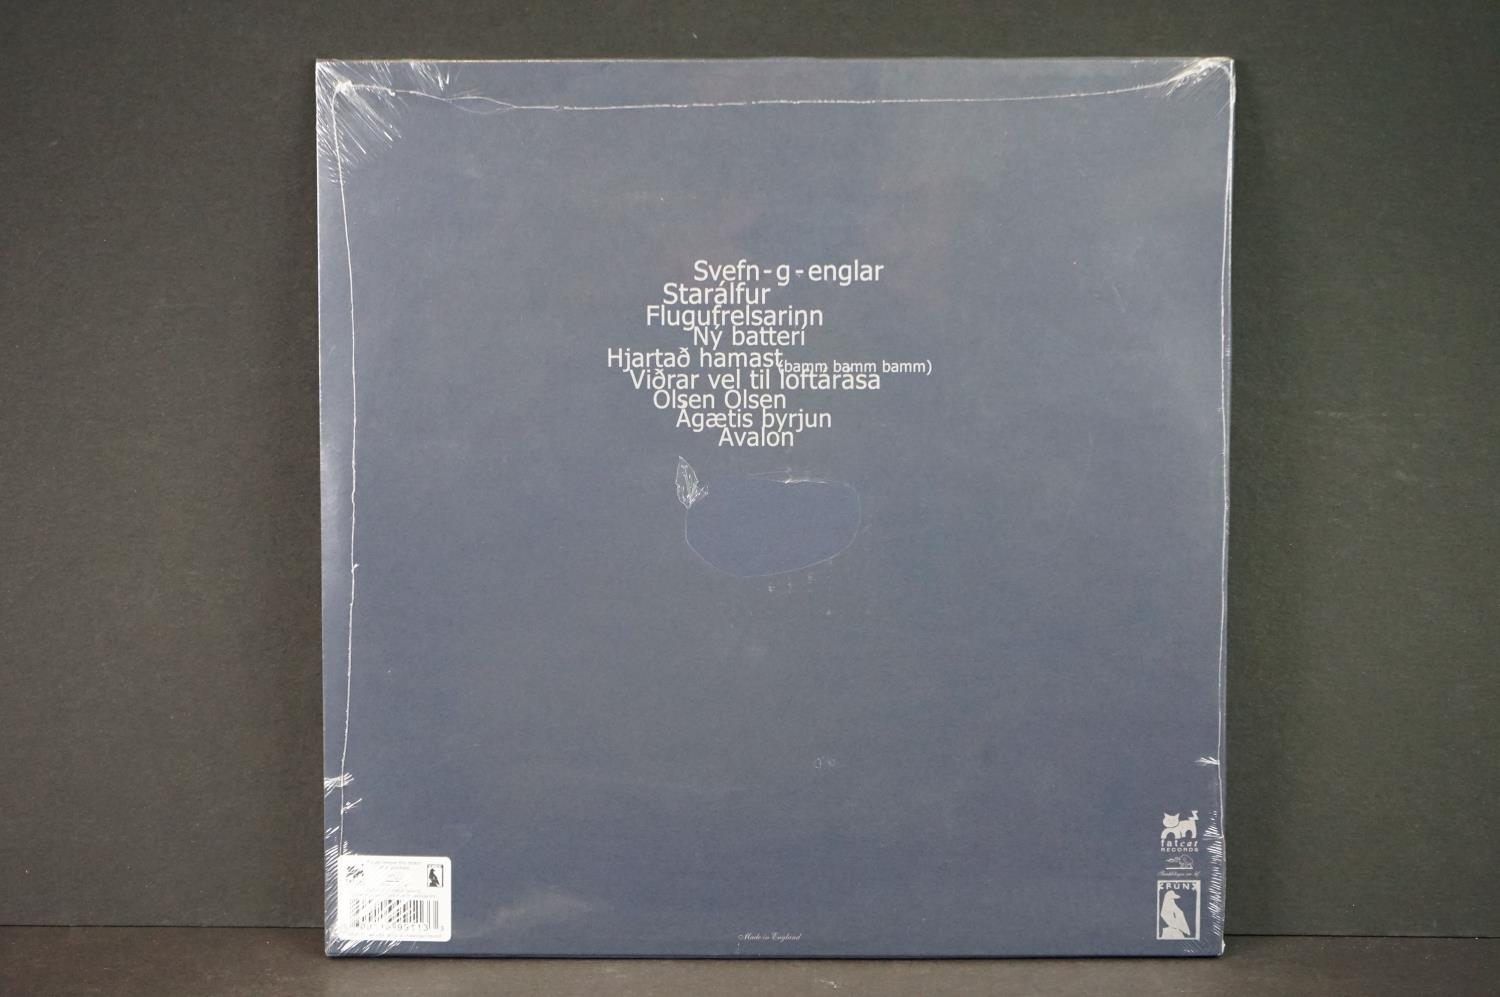 Svefn-g-englar
Starálfur
Flugufrelsarinn
Ný batterí
Hjartað hamast (bamm bamm bamm)
Viðrar vel til loftárása
Olsen Olsen
Ágætis byrjun
Avalon
fatcat
RECORDS
Made in England